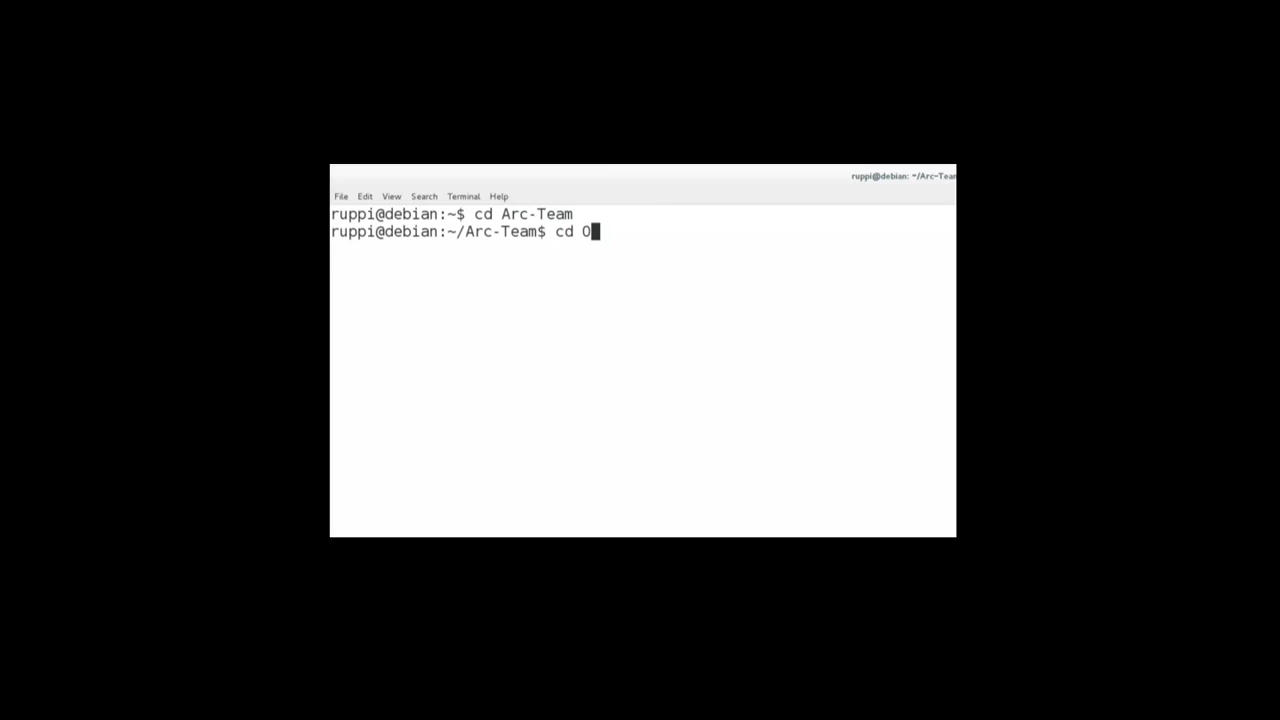 ruppi@debian: ~/Arc-Tear
File Edit View Search Terminal Help
ruppi@debian:~$ cd Arc-Team
ruppi@debian:~/Arc-Team$ cd O